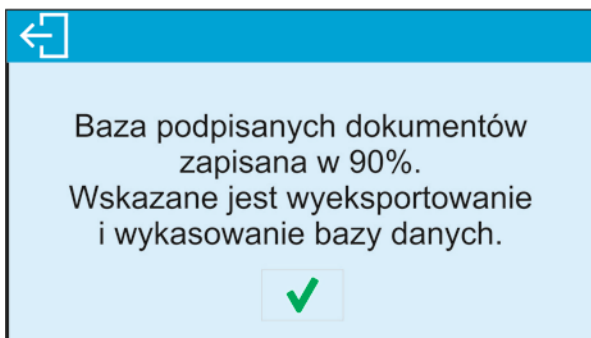 Baza podpisanych dokumentów
zapisana w 90%.
Wskazane jest wyeksportowanie
i wykasowanie bazy danych.